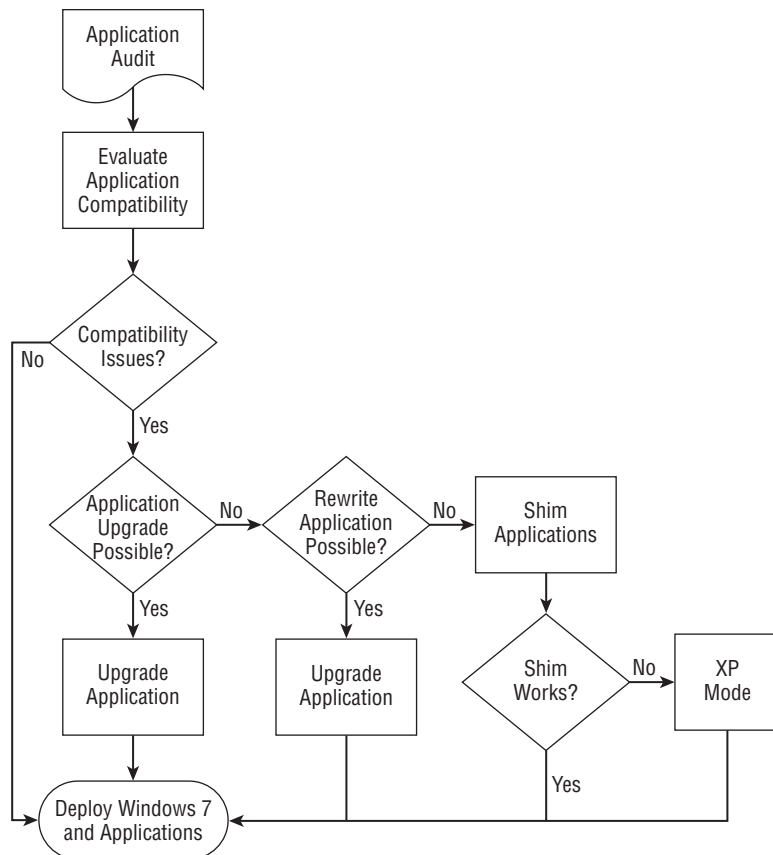 Application
Audit
Evaluate
Application
Compatibility
Compatibility
Issues?
No
Yes
Application
Upgrade
Possible?
No
Rewrite
Application
Possible?
No
Shim
Applications
Yes
Yes
Upgrade
Application
Upgrade
Application
Shim
Works?
No
XP
Mode
Yes
Deploy Windows 7
and Applications